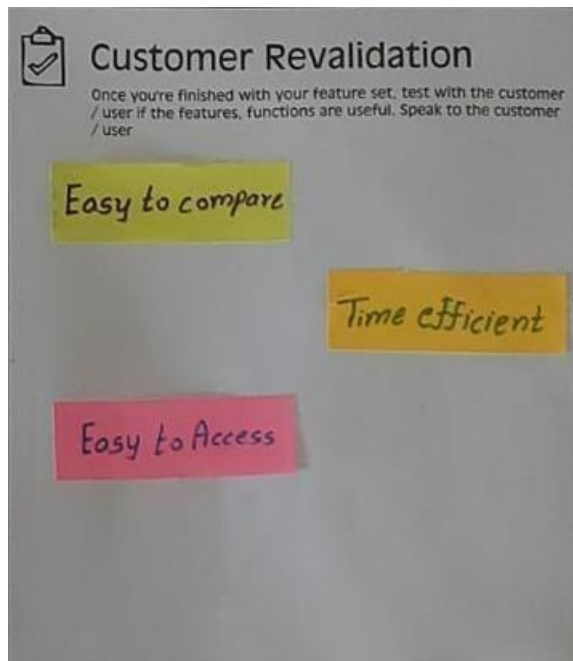 Customer Revalidation
Once you're finished with your feature set, test with the customer
/ user if the features, functions are useful. Speak to the customer
/ user
Easy to compare
Time efficient
Easy to Access